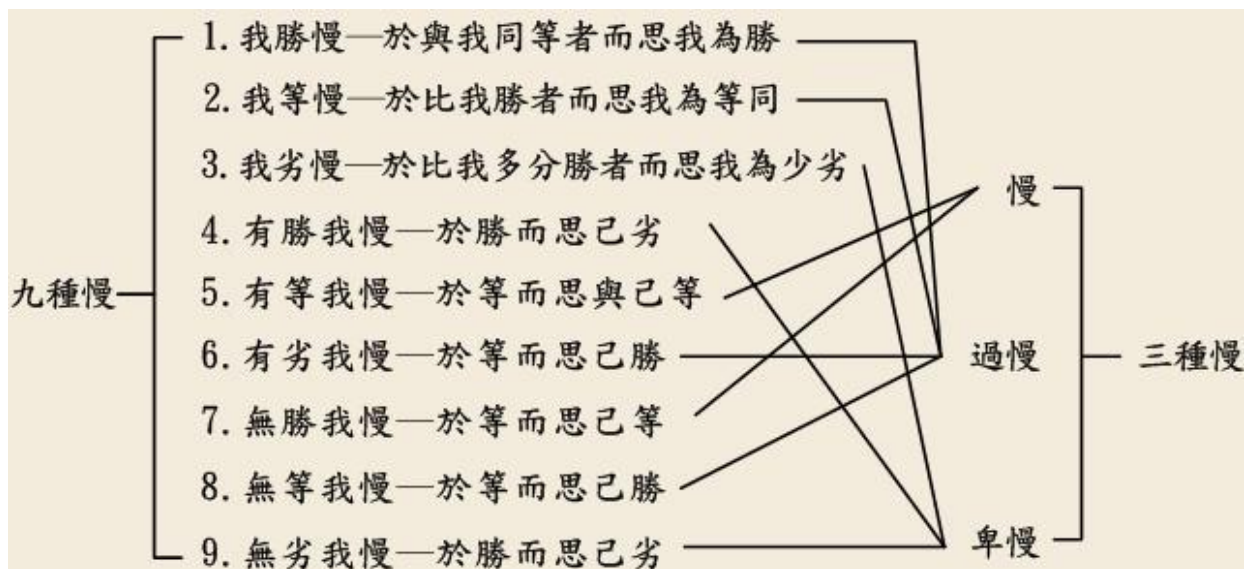 1. 我勝慢—於與我同等者而思我為勝
2. 我等慢—於比我勝者而思我為等同
3. 我劣慢—於比我多分勝者而思我為少劣
慢
4. 有勝我慢—於勝而思己劣
九種慢
5. 有等我慢—於等而思與己等
6. 有劣我慢—於等而思己勝
過慢
三種慢
7. 無勝我慢—於等而思己等
8. 無等我慢—於等而思己勝
9. 無劣我慢—於勝而思己劣
卑慢